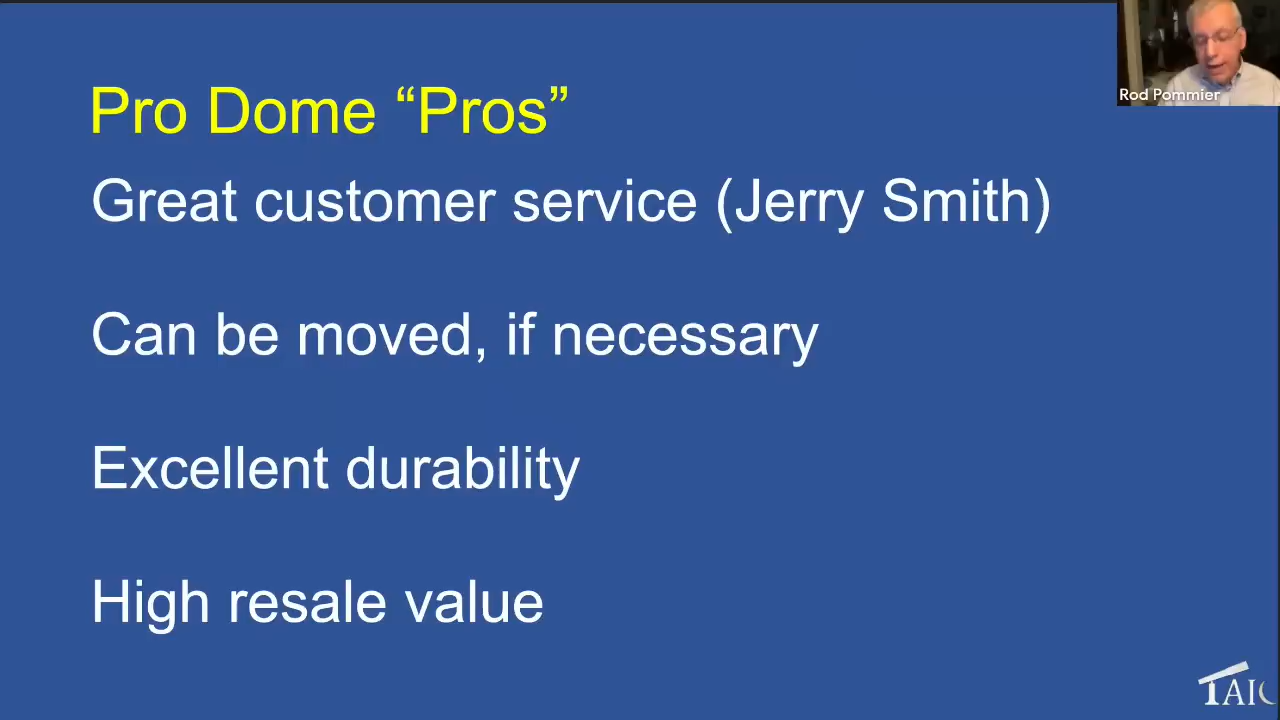 Rod Pommier
Pro Dome “Pros”
Great customer service (Jerry Smith)
Can be moved, if necessary
Excellent durability
High resale value
TAIC